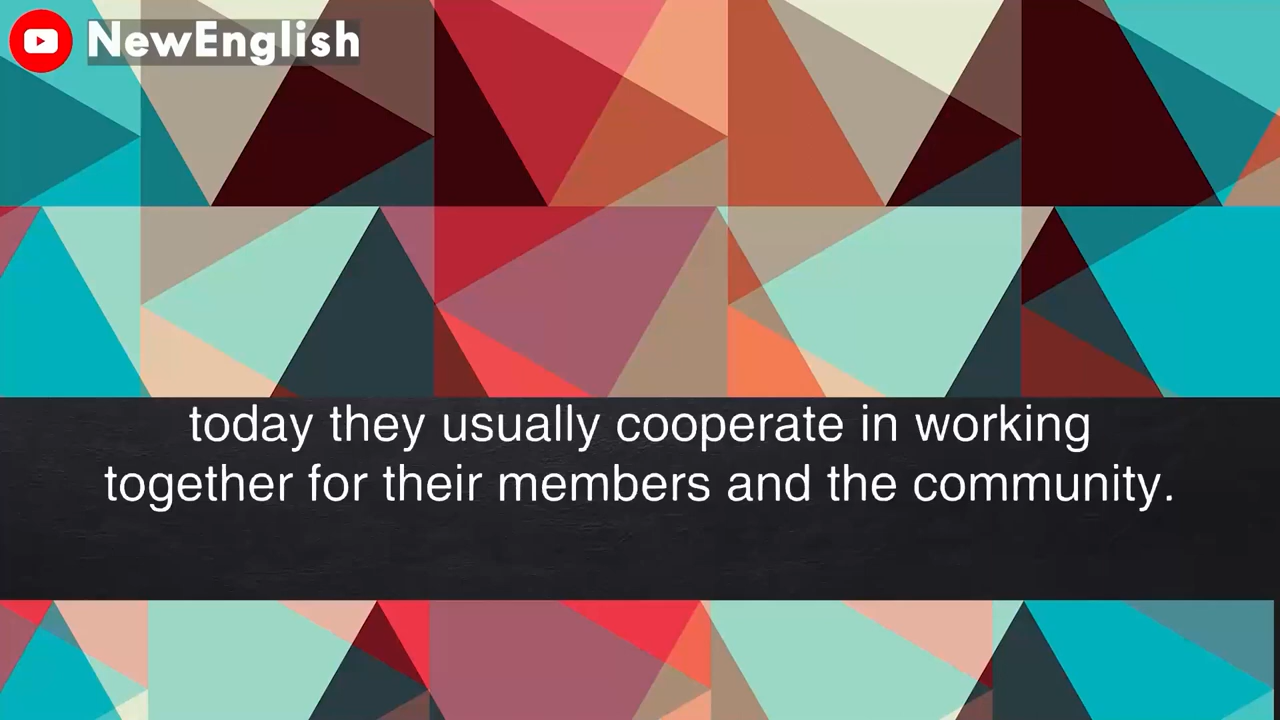 NewEnglish
today they usually cooperate in working
together for their members and the community.